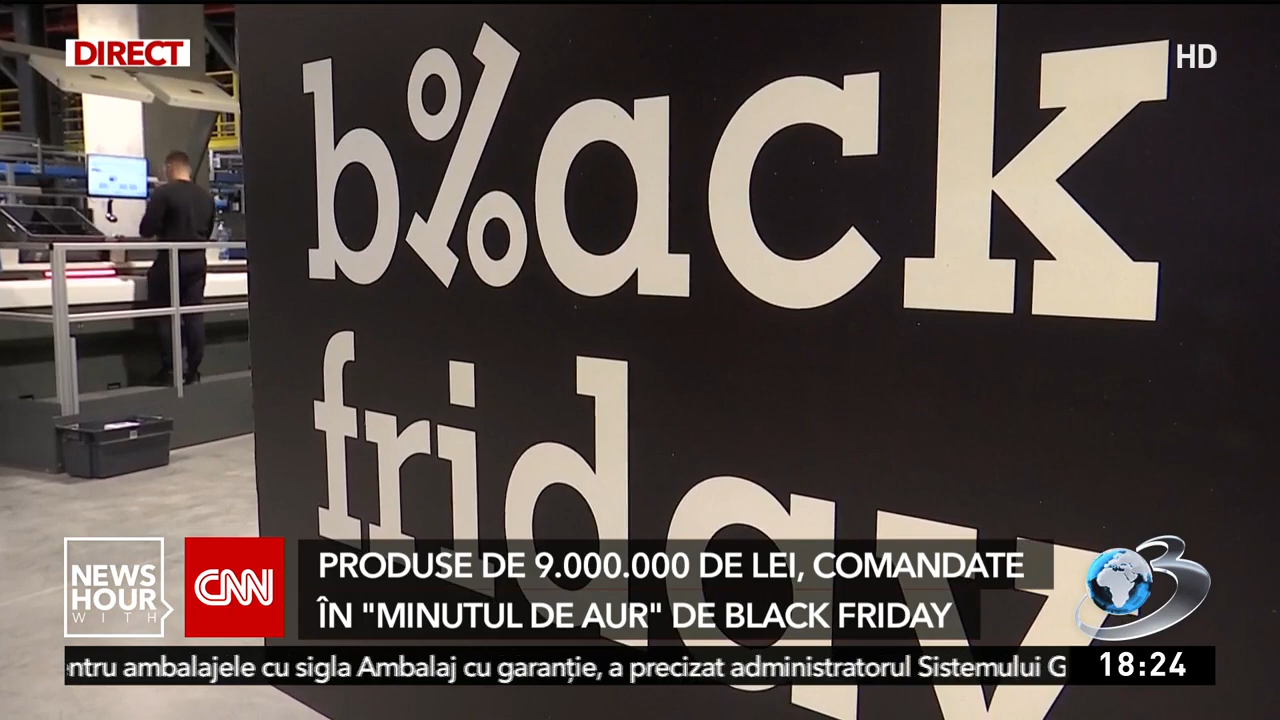 DIRECT
HD
b%ack
friday
PRODUSE DE 9.000.000 DE LEI, COMANDATE
ÎN "MINUTUL DE AUR" DE BLACK FRIDAY
NEWS
HOUR
WITH
CNN
3
ntru ambalajele cu sigla Ambalaj cu garanție, a precizat administratorul Sistemului G
18:24